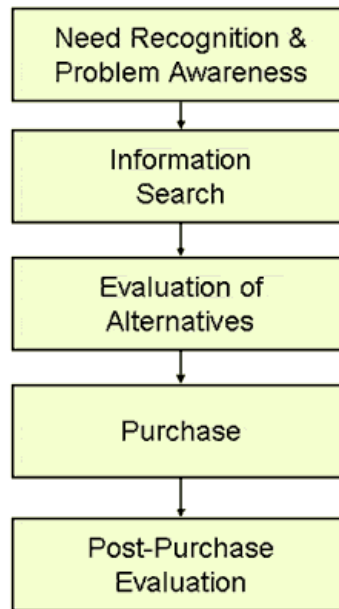 Need Recognition &
Problem Awareness
Information
Search
Evaluation of
Alternatives
Purchase
Post-Purchase
Evaluation